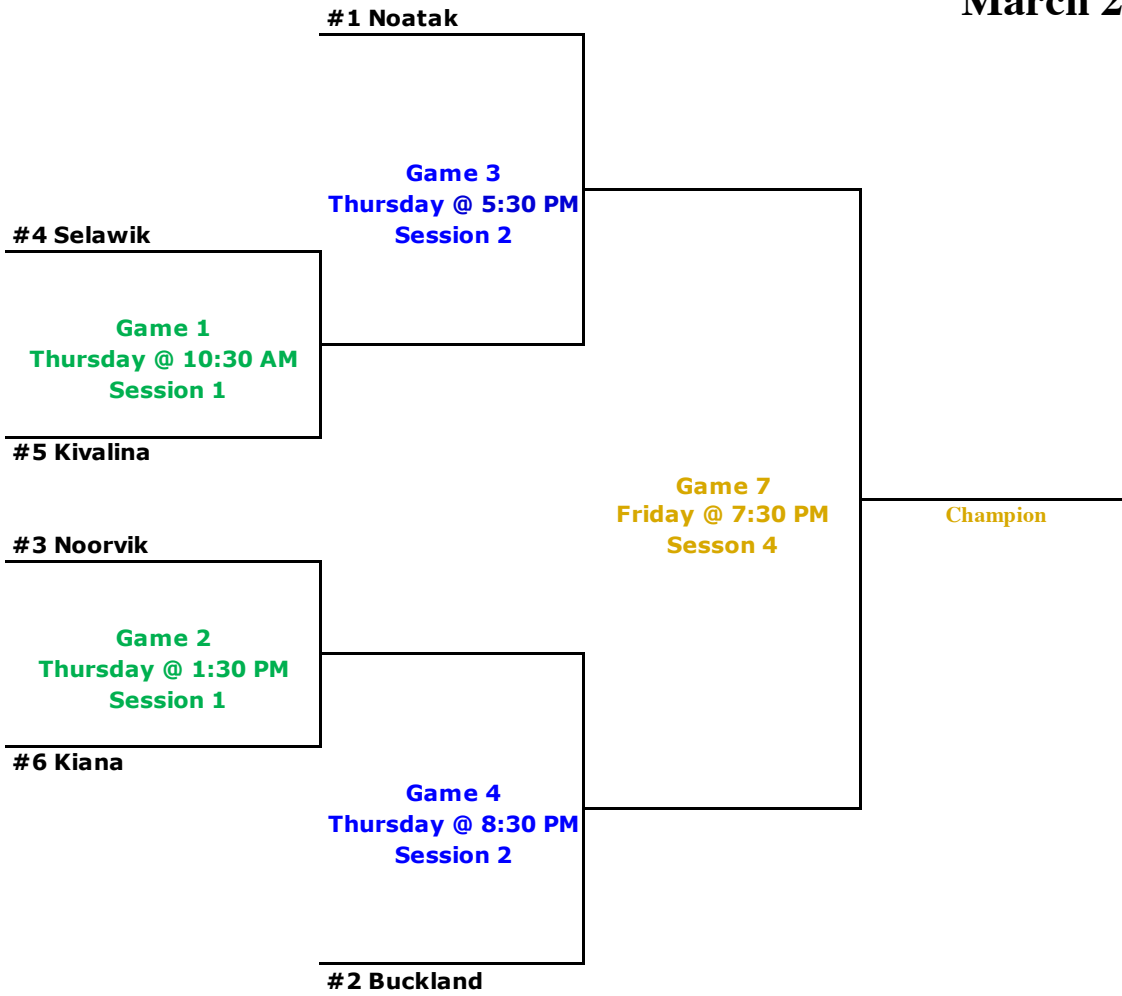 March 2
#1 Noatak
Game 3
Thursday @ 5:30 PM
Session 2
#4 Selawik
Game 1
Thursday @ 10:30 AM
Session 1
#5 Kivalina
Game 7
Friday @ 7:30 PM
Sesson 4
Champion
#3 Noorvik
Game 2
Thursday @ 1:30 PM
Session 1
#6 Kiana
Game 4
Thursday @ 8:30 PM
Session 2
#2 Buckland